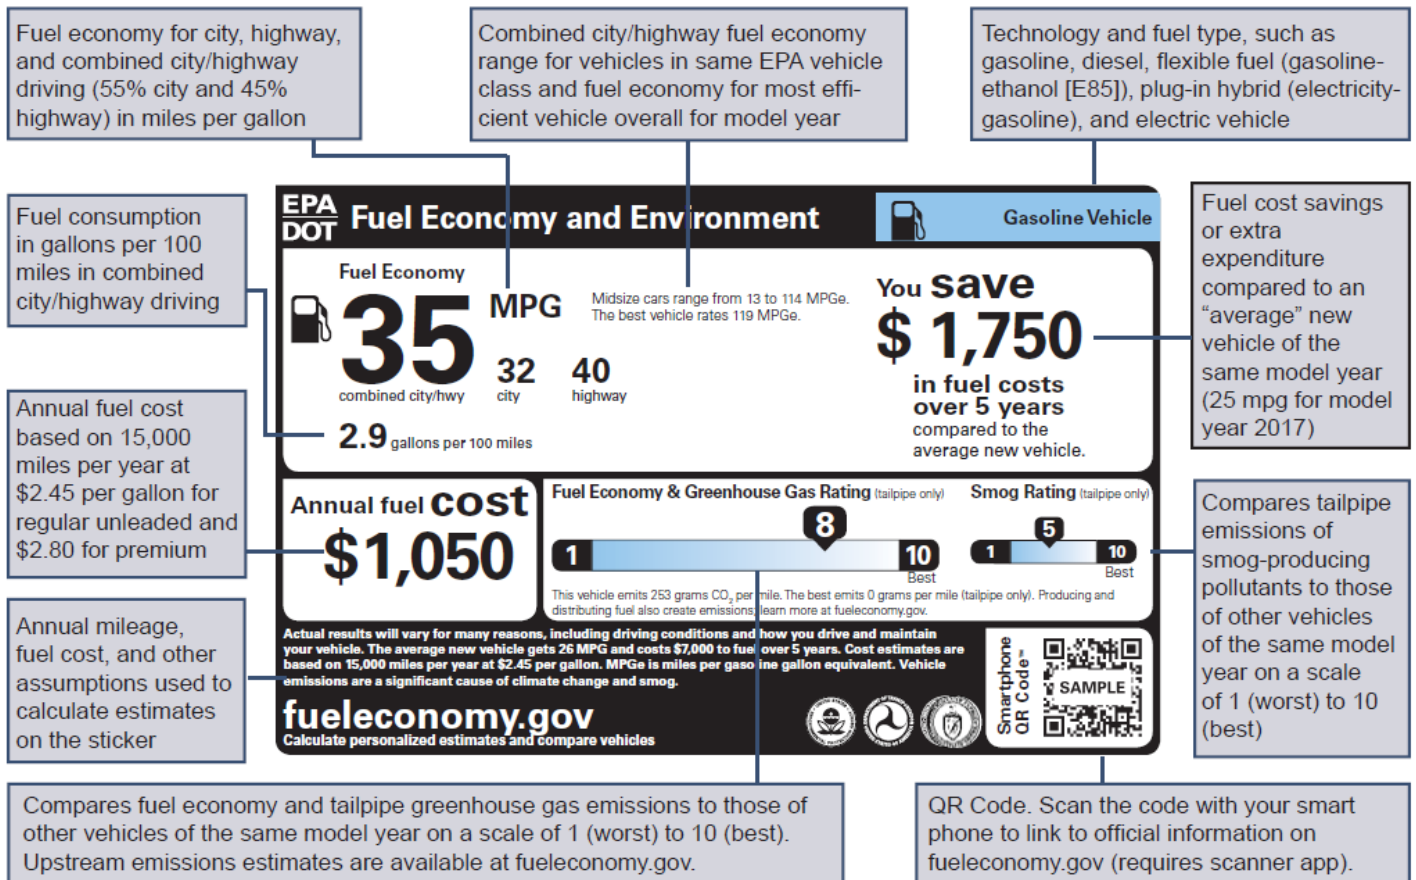 Fuel economy for city, highway,
and combined city/highway
driving (55% city and 45%
highway) in miles per gallon
Combined city/highway fuel economy
range for vehicles in same EPA vehicle
class and fuel economy for most effi-
cient vehicle overall for model year
Technology and fuel type, such as
gasoline, diesel, flexible fuel (gasoline-
ethanol [E85]), plug-in hybrid (electricity-
gasoline), and electric vehicle
Fuel consumption
in gallons per 100
miles in combined
city/highway driving
Annual fuel cost
based on 15,000
miles per year at
$2.45 per gallon for
regular unleaded and
$2.80 for premium
Annual mileage,
fuel cost, and other
assumptions used to
calculate estimates
on the sticker
EPA
DOT
Fuel Economy and Environment
Gasoline Vehicle
Fuel Economy
35
MPG
combined city/hwy
32
city
40
highway
2.9 gallons per 100 miles
Midsize cars range from 13 to 114 MPGe.
The best vehicle rates 119 MPGe.
You save
$ 1,750
in fuel costs
over 5 years
compared to the
average new vehicle.
Annual fuel cost
$1,050
Fuel Economy & Greenhouse Gas Rating (tailpipe only)
8
1
10
Best
Smog Rating (tailpipe only)
5
1
10
Best
This vehicle emits 253 grams CO₂ per mile. The best emits 0 grams per mile (tailpipe only). Producing and
distributing fuel also create emissions; learn more at fueleconomy.gov.
Actual results will vary for many reasons, including driving conditions and how you drive and maintain
your vehicle. The average new vehicle gets 26 MPG and costs $7,000 to fuel over 5 years. Cost estimates are
based on 15,000 miles per year at $2.45 per gallon. MPGe is miles per gasoline gallon equivalent. Vehicle
emissions are a significant cause of climate change and smog.
fueleconomy.gov
Calculate personalized estimates and compare vehicles
Smartphone
QR Code™
SAMPLE
Fuel cost savings
or extra
expenditure
compared to an
“average” new
vehicle of the
same model year
(25 mpg for model
year 2017)
Compares tailpipe
emissions of
smog-producing
pollutants to those
of other vehicles
of the same model
year on a scale
of 1 (worst) to 10
(best)
Compares fuel economy and tailpipe greenhouse gas emissions to those of
other vehicles of the same model year on a scale of 1 (worst) to 10 (best).
Upstream emissions estimates are available at fueleconomy.gov.
QR Code. Scan the code with your smart
phone to link to official information on
fueleconomy.gov (requires scanner app).